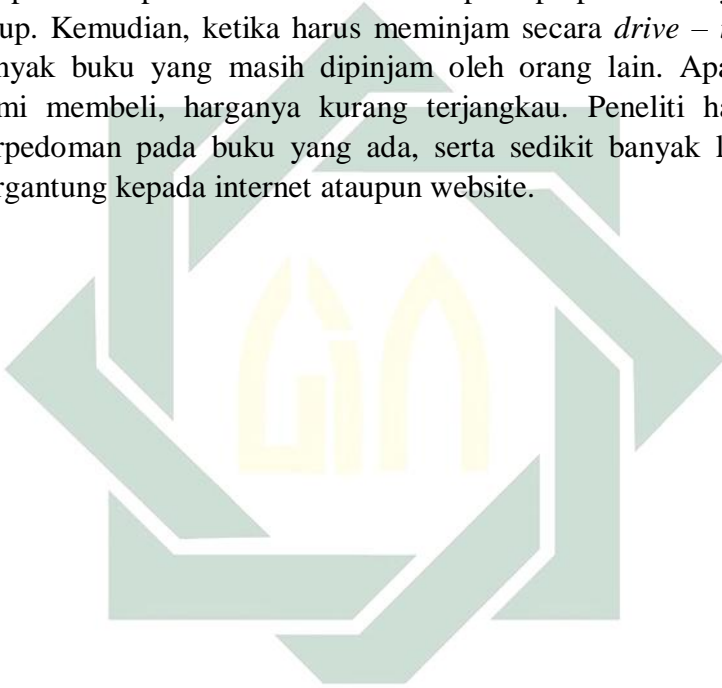 up. Kemudian, ketika harus meminjam secara drive –
nyak buku yang masih dipinjam oleh orang lain. Apa
mi membeli, harganya kurang terjangkau. Peneliti ha
rpedoman pada buku yang ada, serta sedikit banyak l
rgantung kepada internet ataupun website.